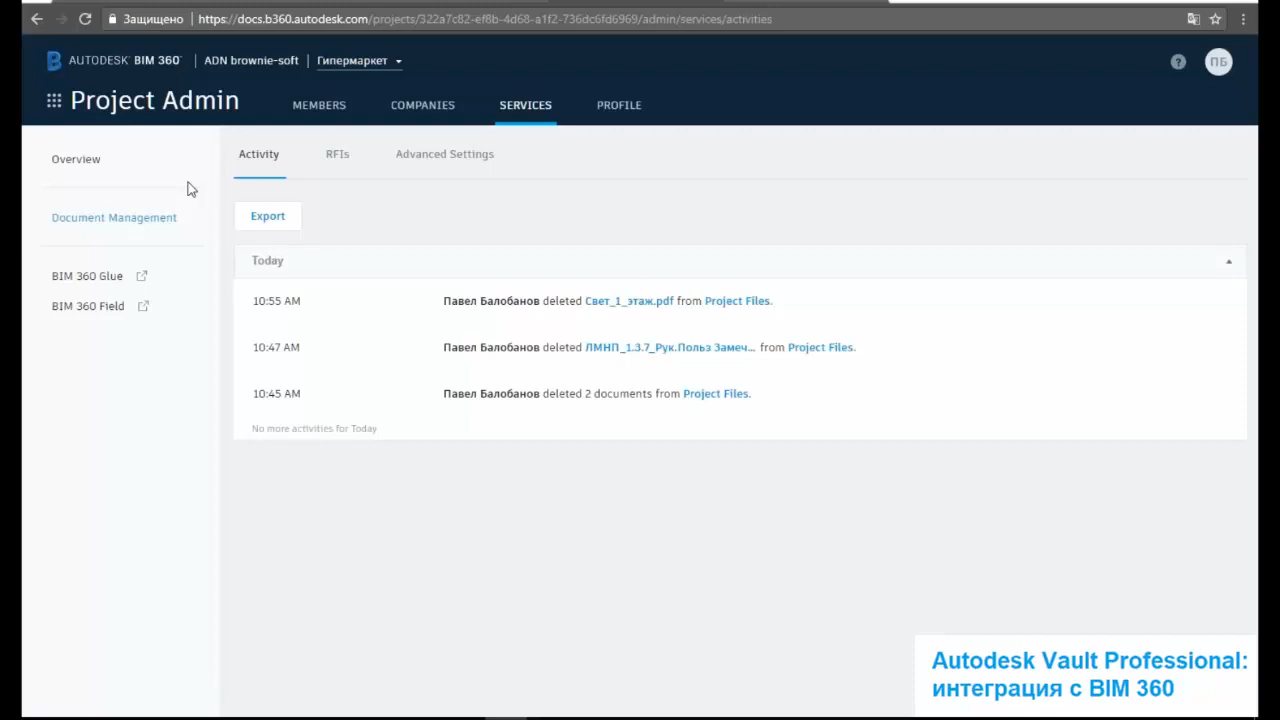 Защищено https://docs.b360.autodesk.com/projects/322a7c82-ef8b-4d68-a1f2-736dc6fd6969/admin/services/activities
AUTODESK® BIM 360™ ADN brownie-soft Гипермаркет
? ПБ
Project Admin MEMBERS COMPANIES SERVICES PROFILE
Overview
Document Management
BIM 360 Glue
BIM 360 Field
Activity RFIs Advanced Settings
Export
Today
10:55 AM Павел Балобанов deleted Свет_1_этаж.pdf from Project Files.
10:47 AM Павел Балобанов deleted ЛМНП_1.3.7_Рук.Польз Замеч... from Project Files.
10:45 AM Павел Балобанов deleted 2 documents from Project Files.
No more activities for Today
Autodesk Vault Professional:
интеграция с BIM 360